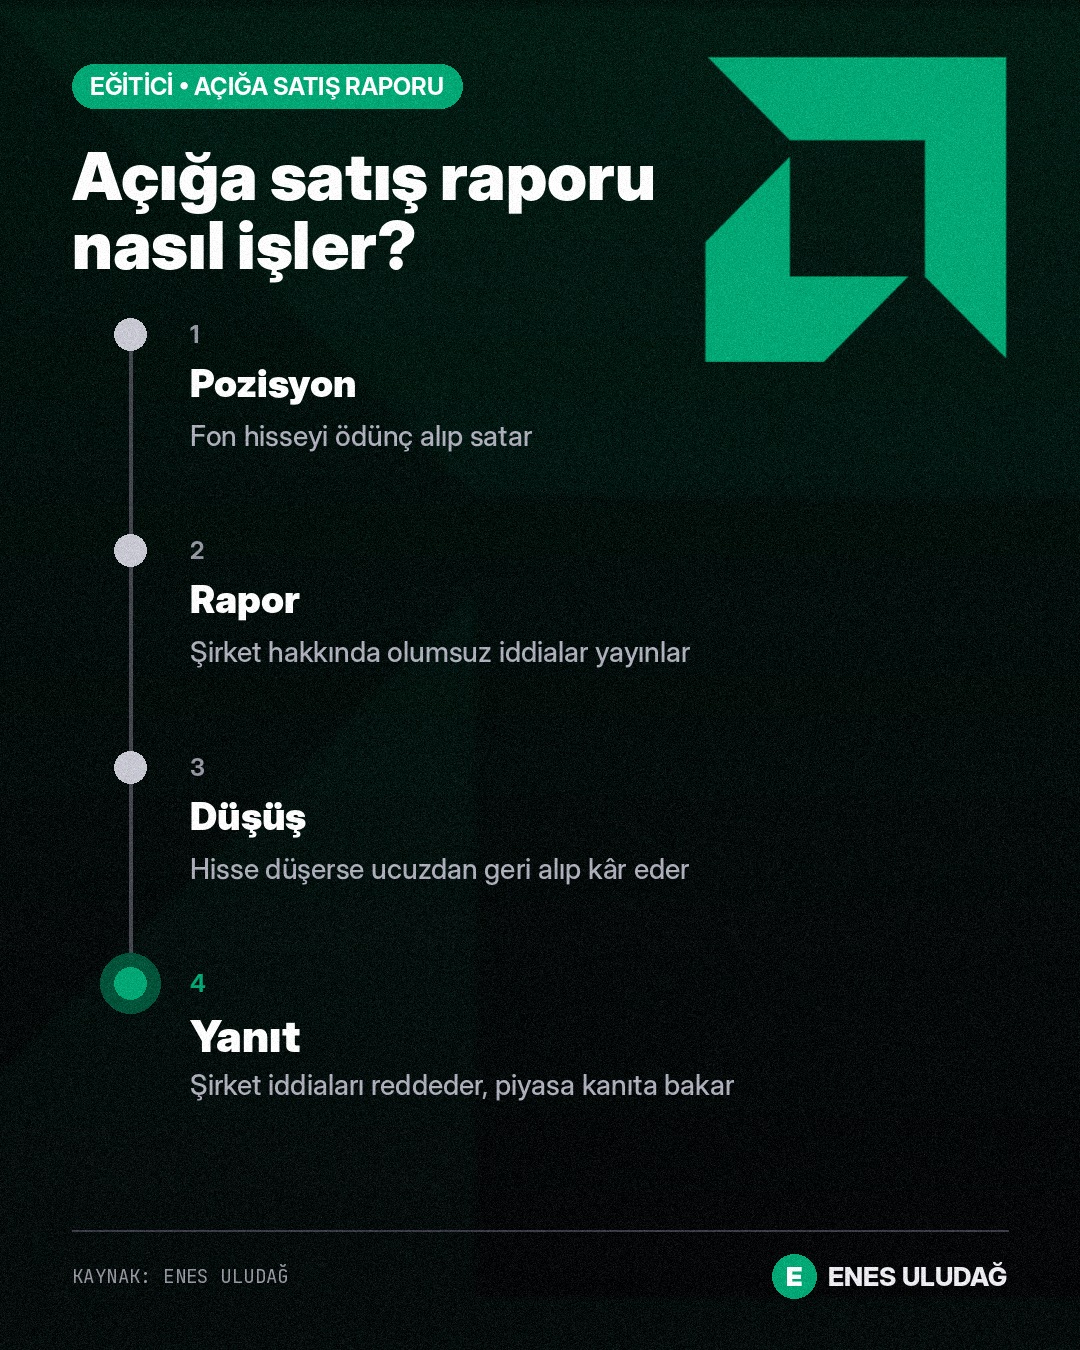 EĞİTİCİ • AÇIĞA SATIŞ RAPORU
Açığa satış raporu
nasıl işler?
1
Pozisyon
Fon hisseyi ödünç alıp satar
2
Rapor
Şirket hakkında olumsuz iddialar yayınlar
3
Düşüş
Hisse düşerse ucuzdan geri alıp kâr eder
4
Yanıt
Şirket iddiaları reddeder, piyasa kanıta bakar
KAYNAK: ENES ULUDAĞ
E ENES ULUDAĞ